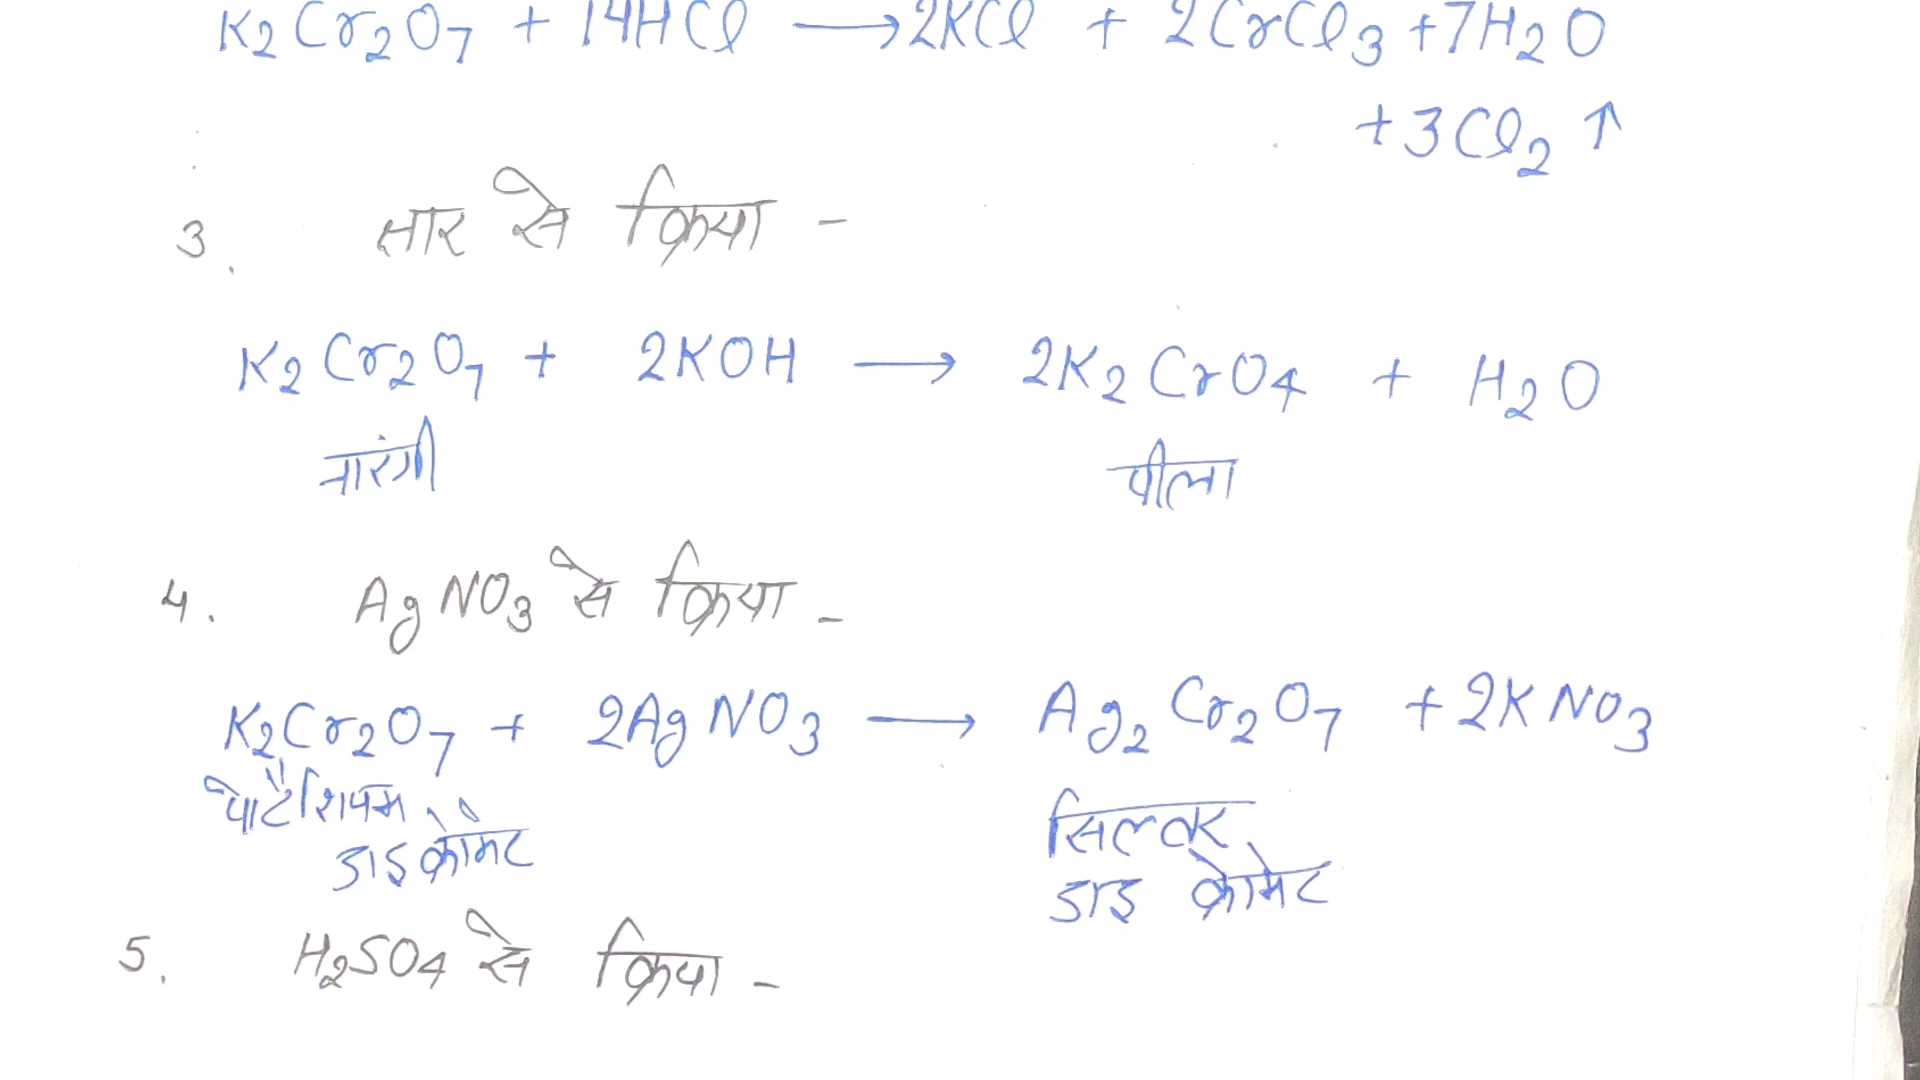 K2Cr2O7 + 14HCl → 2KCl + 2CrCl3 + 7H2O
+ 3Cl2 ↑
3. क्षार से क्रिया -
K2Cr2O7 + 2KOH → 2K2CrO4 + H2O
नारंगी पीला
4. AgNO3 से क्रिया -
K2Cr2O7 + 2AgNO3 → Ag2Cr2O7 + 2KNO3
पोटैशियम सिल्वर
डाइक्रोमेट डाइ क्रोमेट
5. H2SO4 से क्रिया -